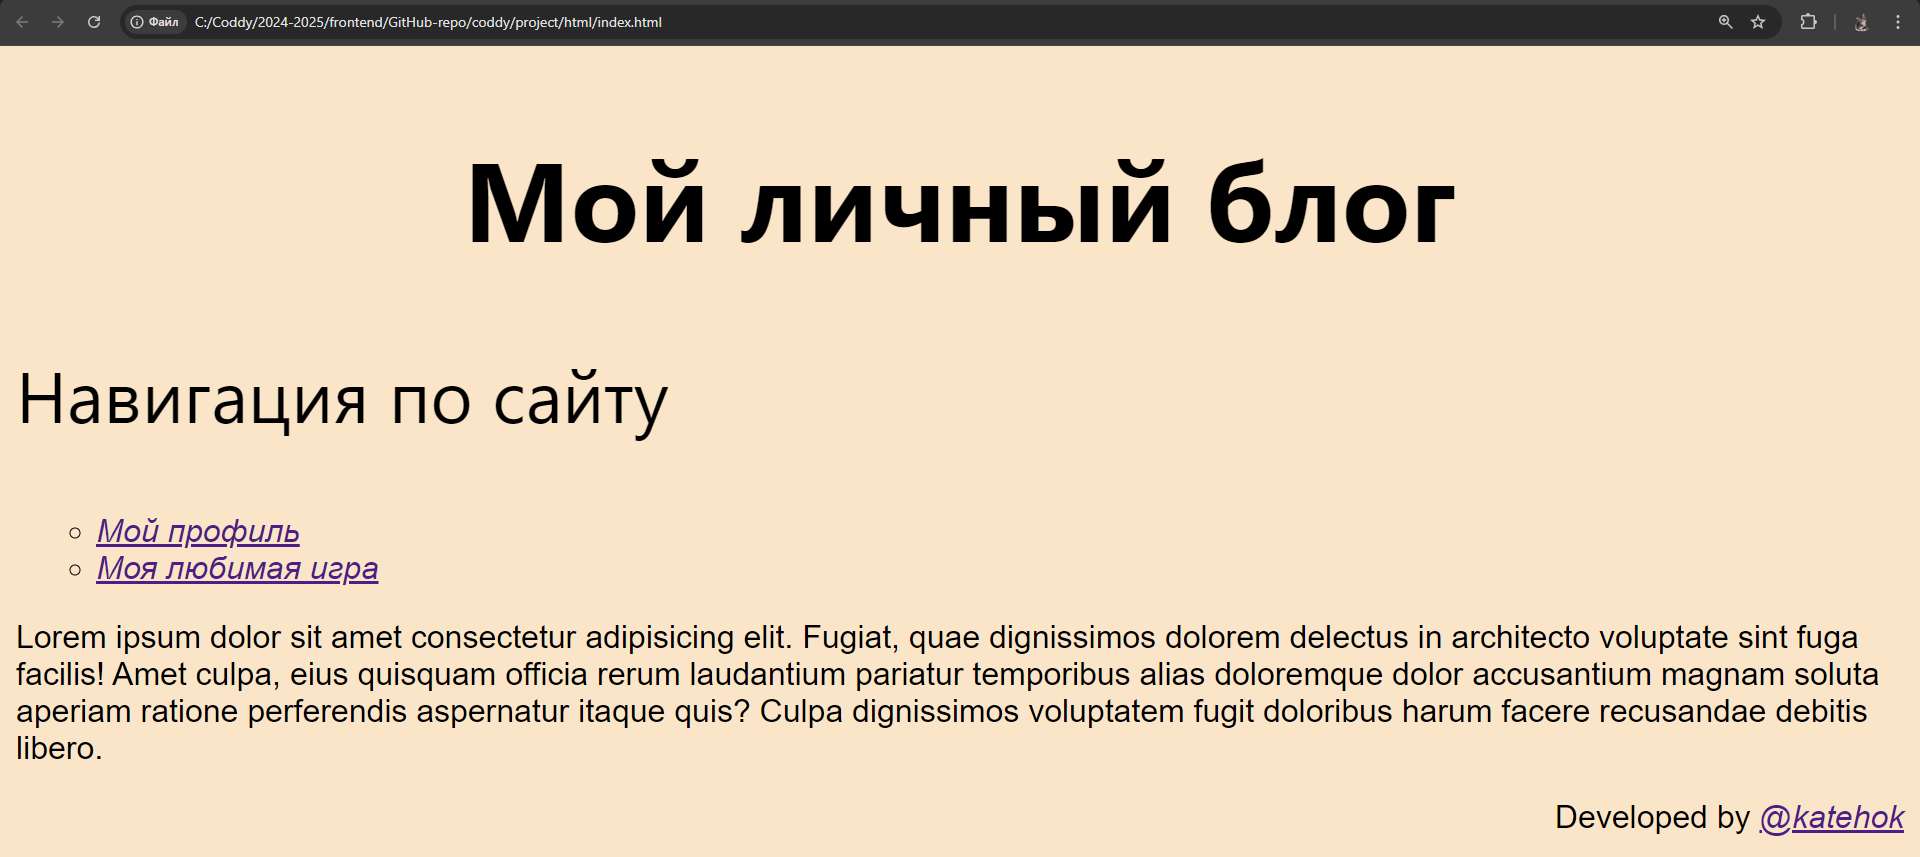 Файл C:/Coddy/2024-2025/frontend/GitHub-repo/coddy/project/html/index.html
Мой личный блог
Навигация по сайту
Мой профиль
Моя любимая игра
Lorem ipsum dolor sit amet consectetur adipisicing elit. Fugiat, quae dignissimos dolorem delectus in architecto voluptate sint fuga
facilis! Amet culpa, eius quisquam officia rerum laudantium pariatur temporibus alias doloremque dolor accusantium magnam soluta
aperiam ratione perferendis aspernatur itaque quis? Culpa dignissimos voluptatem fugit doloribus harum facere recusandae debitis
libero.
Developed by @katehok